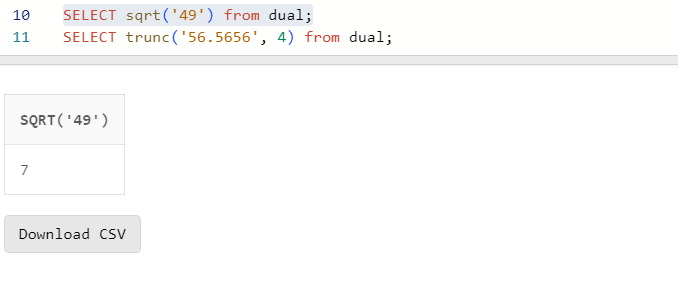 10 SELECT sqrt('49') from dual;
11 SELECT trunc('56.5656', 4) from dual;
SQRT('49')
7
Download CSV